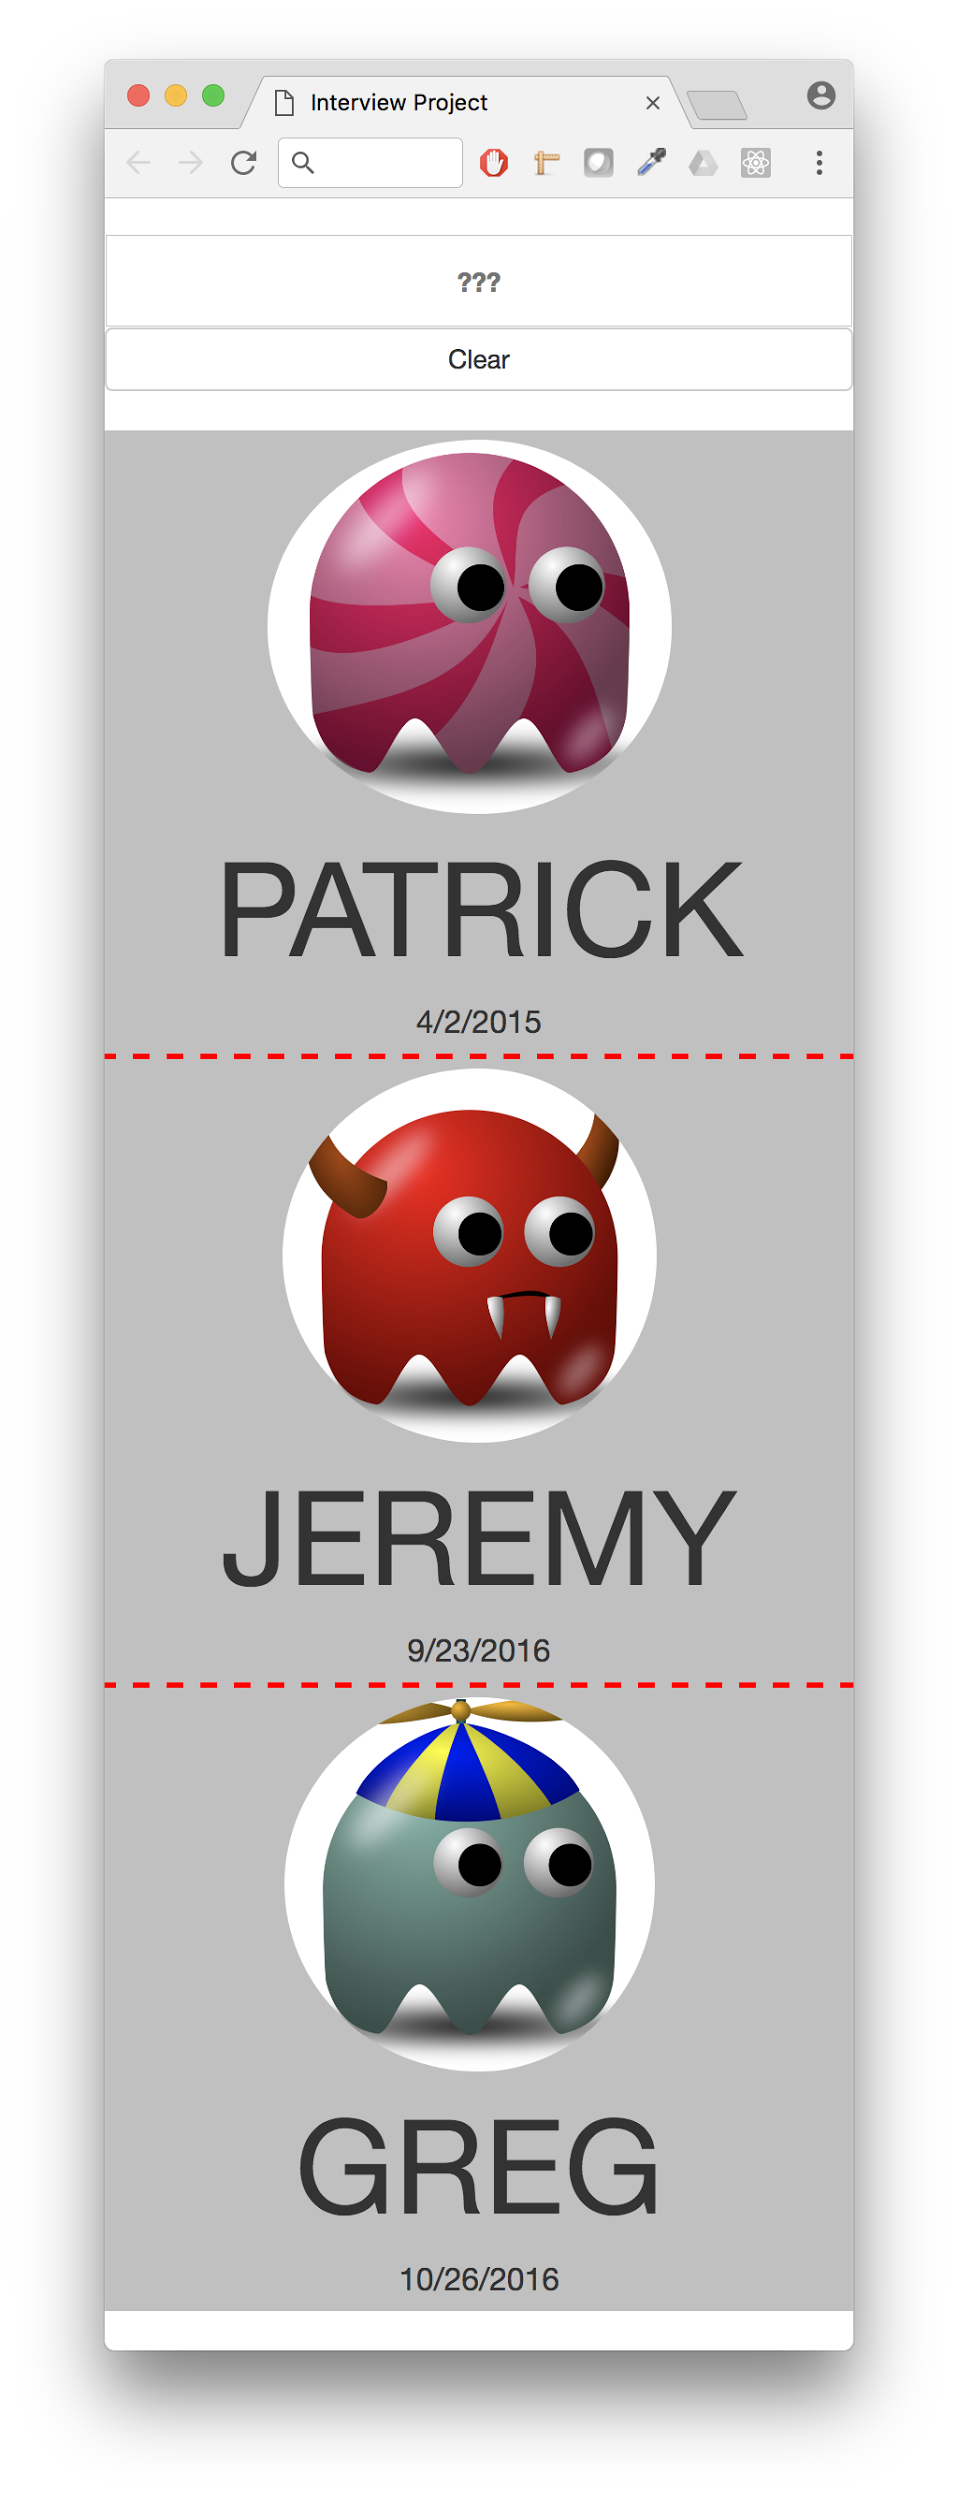 Interview Project
???
Clear
PATRICK
4/2/2015
JEREMY
9/23/2016
GREG
10/26/2016